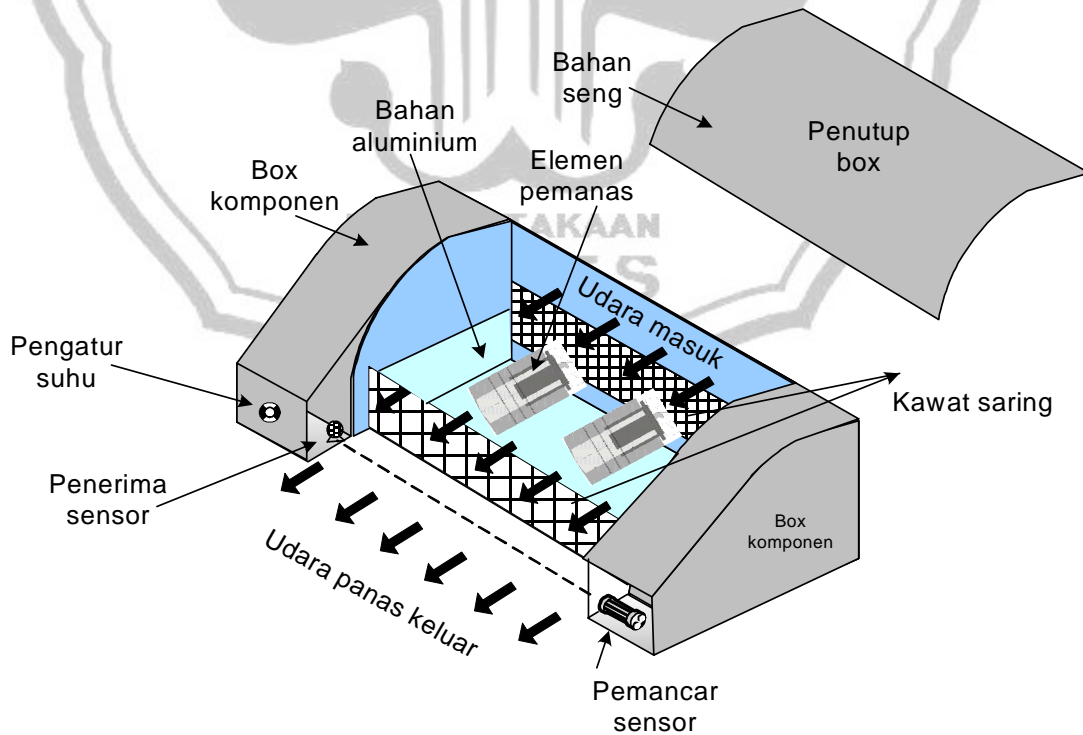 Bahan
seng
Penutup
box
Bahan
aluminium
Elemen
pemanas
Box
komponen
TAKAAN
Udara masuk
Pengatur
suhu
Kawat saring
Penerima
sensor
Box
komponen
Udara panas keluar
Pemancar
sensor